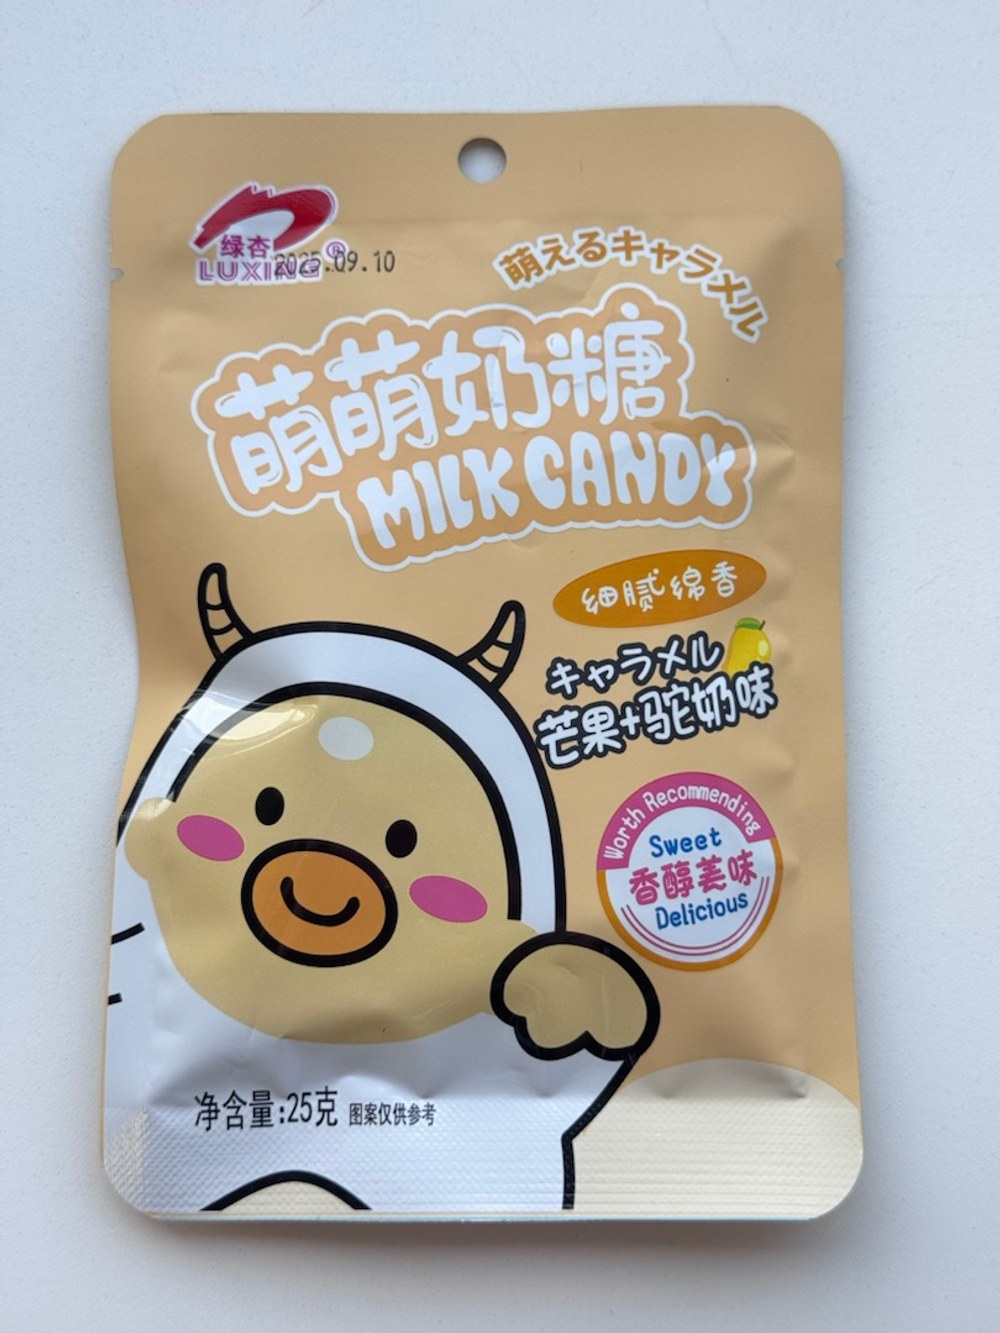 绿杏
LUXING®
2025.09.10
萌えるキャラメル
萌萌奶糖
MILK CANDY
细腻绵香
キャラメル
芒果+驼奶味
Worth Recommending
Sweet
香醇美味
Delicious
净含量:25克 图案仅供参考